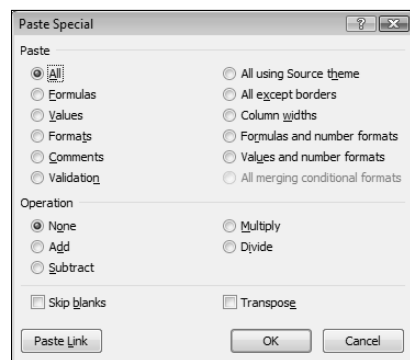 Paste Special
Paste
All
All using Source theme
Formulas
All except borders
Values
Column widths
Formats
Formulas and number formats
Comments
Values and number formats
Validation
All merging conditional formats
Operation
None
Multiply
Add
Divide
Subtract
Skip blanks
Transpose
Paste Link
OK
Cancel